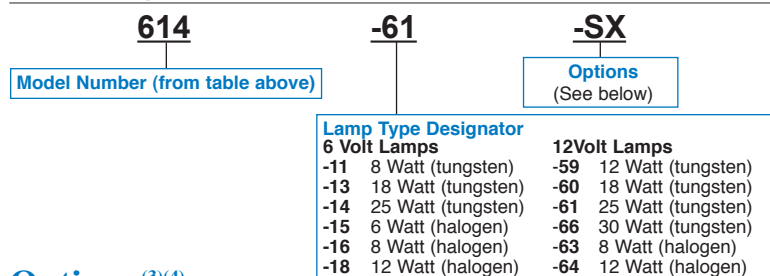 614 -61 -SX
Model Number (from table above)
Options
(See below)
Lamp Type Designator
6 Volt Lamps 12Volt Lamps
-11 8 Watt (tungsten) -59 12 Watt (tungsten)
-13 18 Watt (tungsten) -60 18 Watt (tungsten)
-14 25 Watt (tungsten) -61 25 Watt (tungsten)
-15 6 Watt (halogen) -66 30 Watt (tungsten)
-16 8 Watt (halogen) -63 8 Watt (halogen)
-18 12 Watt (halogen) -64 12 Watt (halogen)